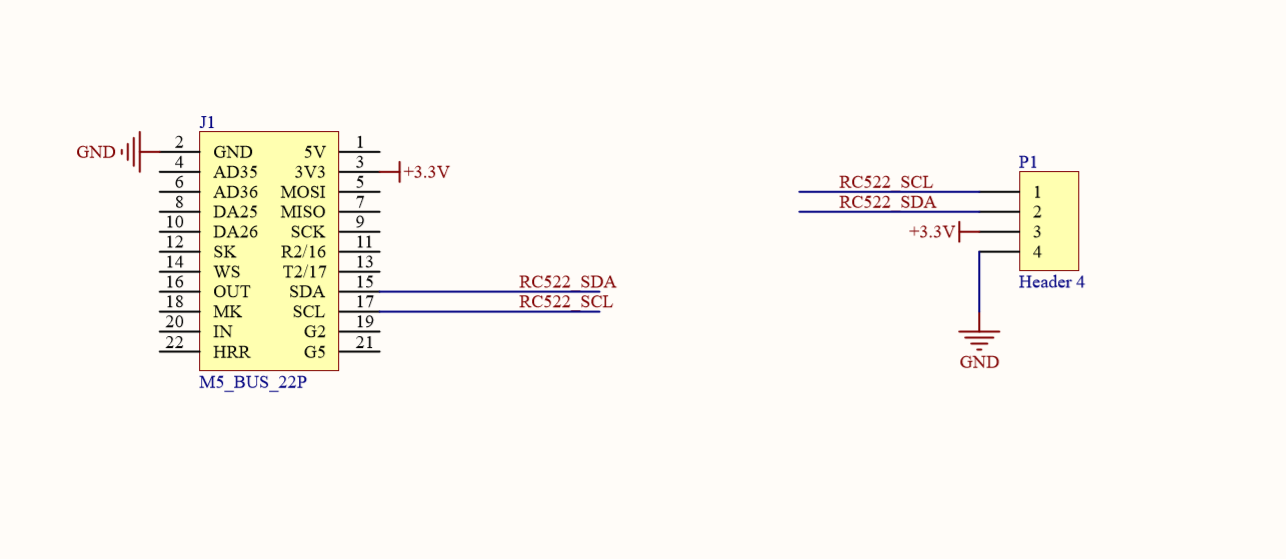 J1
GND 2 GND 5V 1
4 AD35 3V3 3 +3.3V
6 AD36 MOSI 5
8 DA25 MISO 7
10 DA26 SCK 9
12 SK R2/16 11
14 WS T2/17 13
16 OUT SDA 15 RC522_SDA
18 MK SCL 17 RC522_SCL
20 IN G2 19
22 HRR G5 21
M5_BUS_22P
P1
RC522_SCL 1
RC522_SDA 2
+3.3V 3
4
Header 4
GND